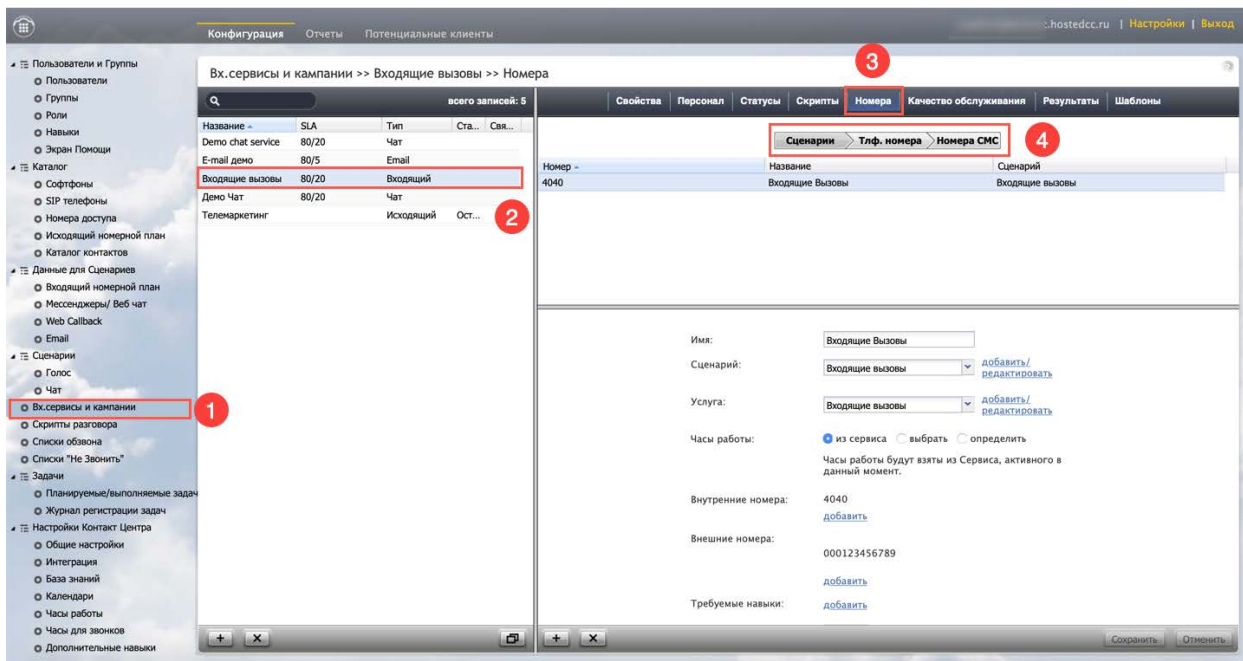 Конфигурация Отчеты Потенциальные клиенты
.hostedcc.ru | Настройки | Выход
Пользователи и Группы
Пользователи
Группы
Роли
Навыки
Экран Помощи
Каталог
Софтфоны
SIP телефоны
Номера доступа
Исходящий номерной план
Каталог контактов
Данные для Сценариев
Входящий номерной план
Мессенджеры/ Веб чат
Web Callback
Email
Сценарии
Голос
Чат
Вх.сервисы и кампании
1
Скрипты разговора
Списки обзвона
Списки "Не Звонить"
Задачи
Планируемые/выполняемые задач
Журнал регистрации задач
Настройки Контакт Центра
Общие настройки
Интеграция
База знаний
Календари
Часы работы
Часы для звонков
Дополнительные навыки
Вх.сервисы и кампании >> Входящие вызовы >> Номера
всего записей: 5
Название SLA Тип Ста... Свя...
Demo chat service 80/20 Чат
E-mail демо 80/5 Email
Входящие вызовы 80/20 Входящий
Демо Чат 80/20 Чат
Телемаркетинг Исходящий Ост...
2
3
Свойства Персонал Статусы Скрипты Номера Качество обслуживания Результаты Шаблоны
Сценарии Тлф. номера Номера СМС
4
Номер Название Сценарий
4040 Входящие Вызовы Входящие вызовы
Имя: Входящие Вызовы
Сценарий: Входящие вызовы добавить/
редактировать
Услуга: Входящие вызовы добавить/
редактировать
Часы работы: из сервиса выбрать определить
Часы работы будут взяты из Сервиса, активного в
данный момент.
Внутренние номера: 4040
добавить
Внешние номера:
000123456789
добавить
Требуемые навыки: добавить
Сохранить Отменить